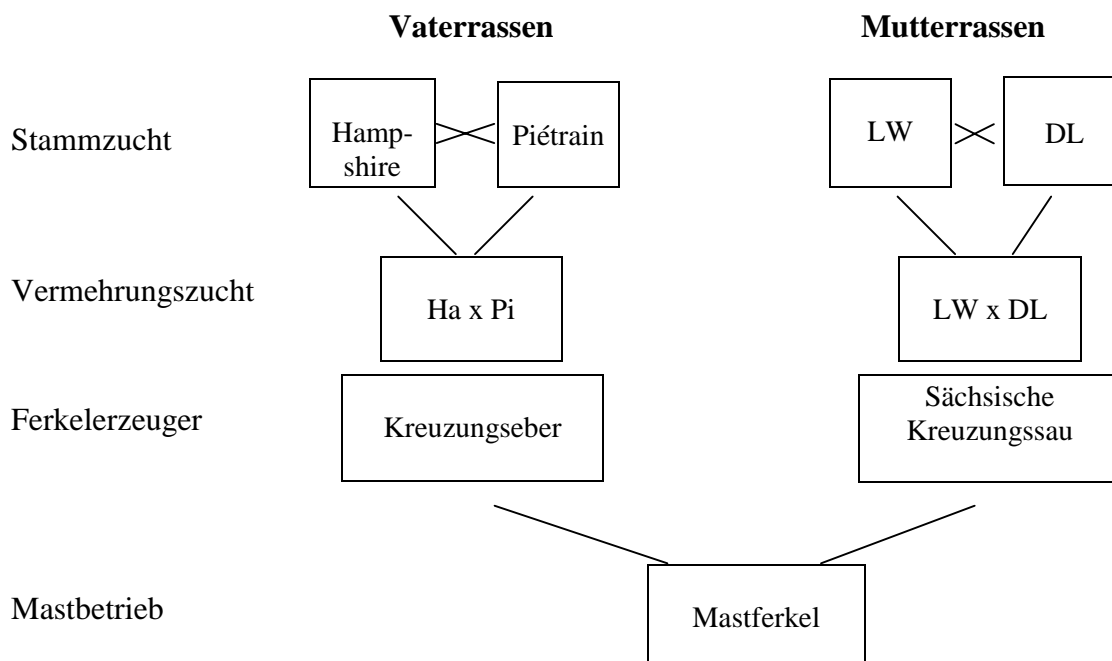 Vaterrassen Mutterrassen
Stammzucht
Hamp-
shire
Piétrain
LW
DL
Vermehrungszucht
Ha x Pi
LW x DL
Ferkelerzeuger
Kreuzungseber
Sächsische
Kreuzungssau
Mastbetrieb
Mastferkel